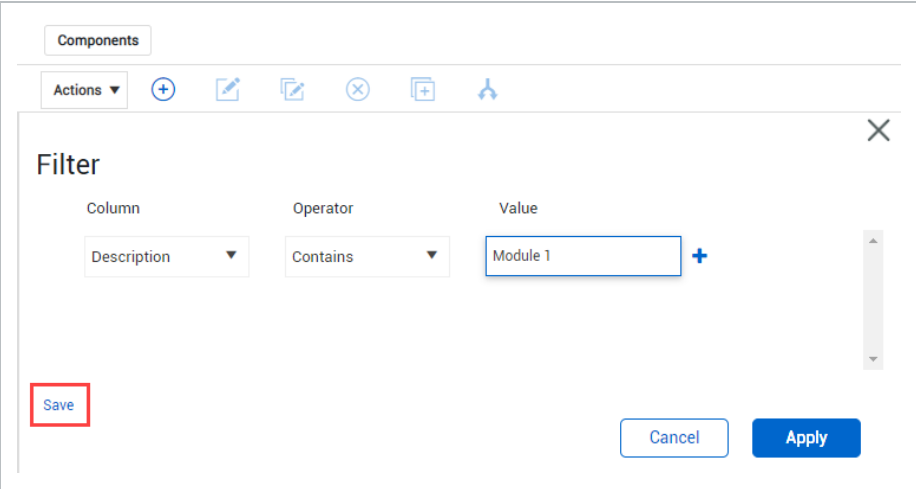 Components
Actions
Filter
Column Operator Value
Description Contains Module 1
Save
Cancel Apply